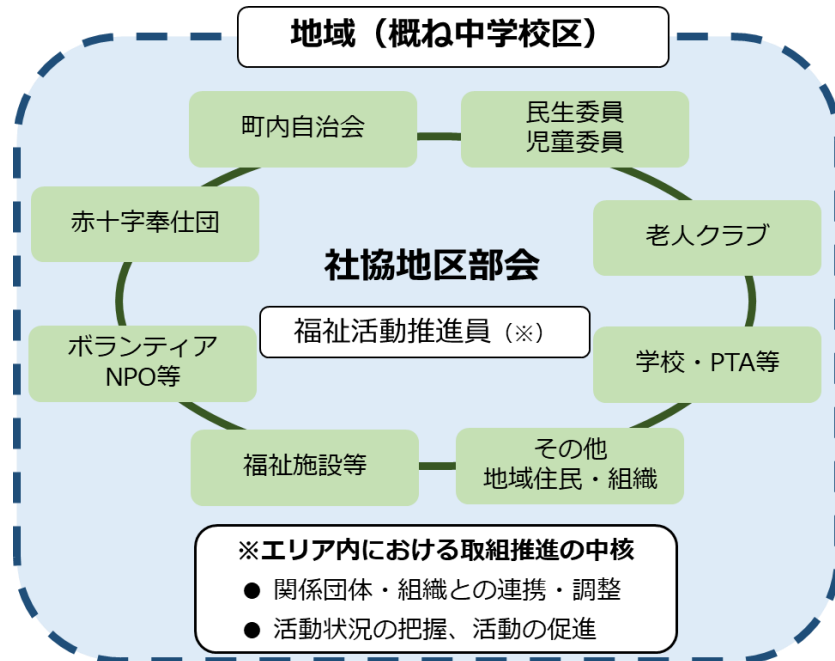 地域（概ね中学校区）
町内自治会
民生委員
児童委員
赤十字奉仕団
老人クラブ
社協地区部会
福祉活動推進員（※）
ボランティア
NPO等
学校・PTA等
福祉施設等
その他
地域住民・組織
※エリア内における取組推進の中核
● 関係団体・組織との連携・調整
● 活動状況の把握、活動の促進